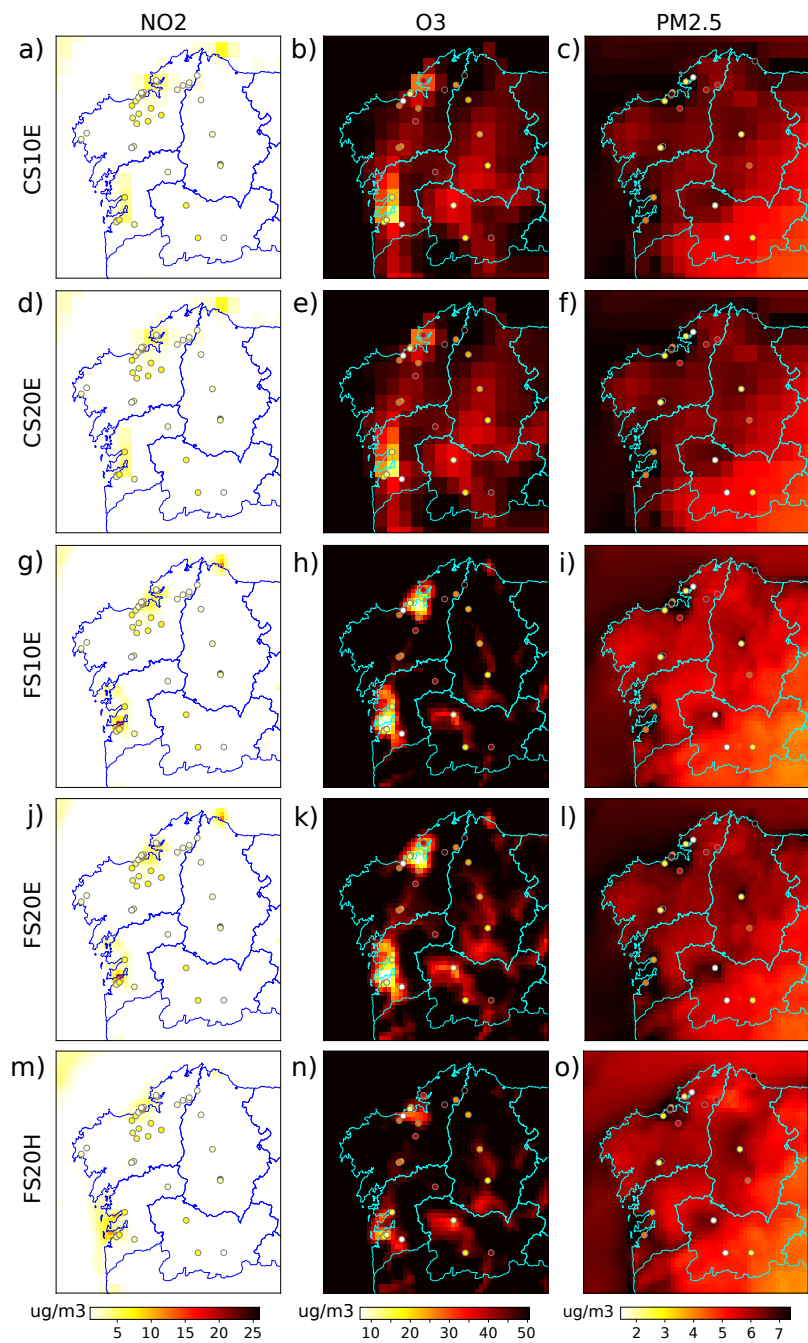 NO2 O3 PM2.5
a) b) c)
CS10E
d) e) f)
CS20E
g) h) i)
FS10E
j) k) l)
FS20E
m) n) o)
FS20H
ug/m3 5 10 15 20 25 ug/m3 10 20 30 40 50 ug/m3 2 3 4 5 6 7